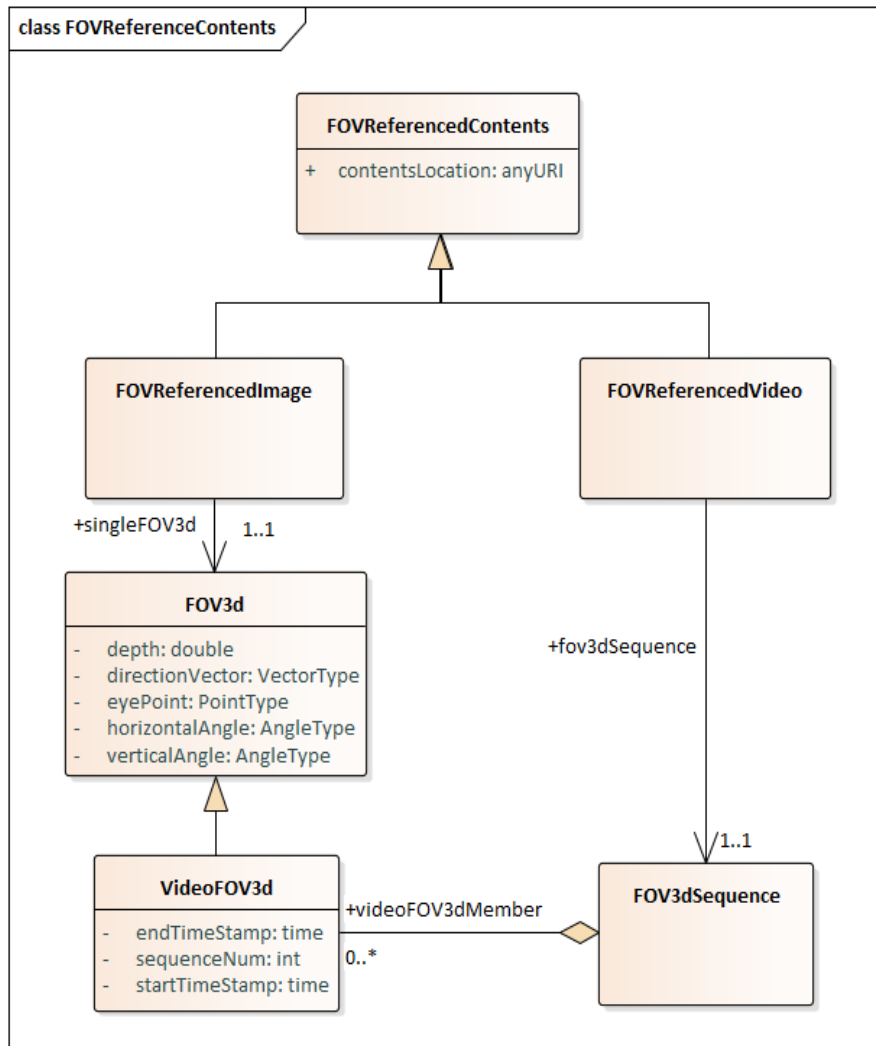 class FOVReferenceContents
FOVReferencedContents
+ contentsLocation: anyURI
FOVReferencedImage
FOVReferencedVideo
+singleFOV3d
1..1
FOV3d
- depth: double
- directionVector: VectorType
- eyePoint: PointType
- horizontalAngle: AngleType
- verticalAngle: AngleType
+fov3dSequence
1..1
VideoFOV3d
- endTimeStamp: time
- sequenceNum: int
- startTimeStamp: time
+videoFOV3dMember
0..*
FOV3dSequence